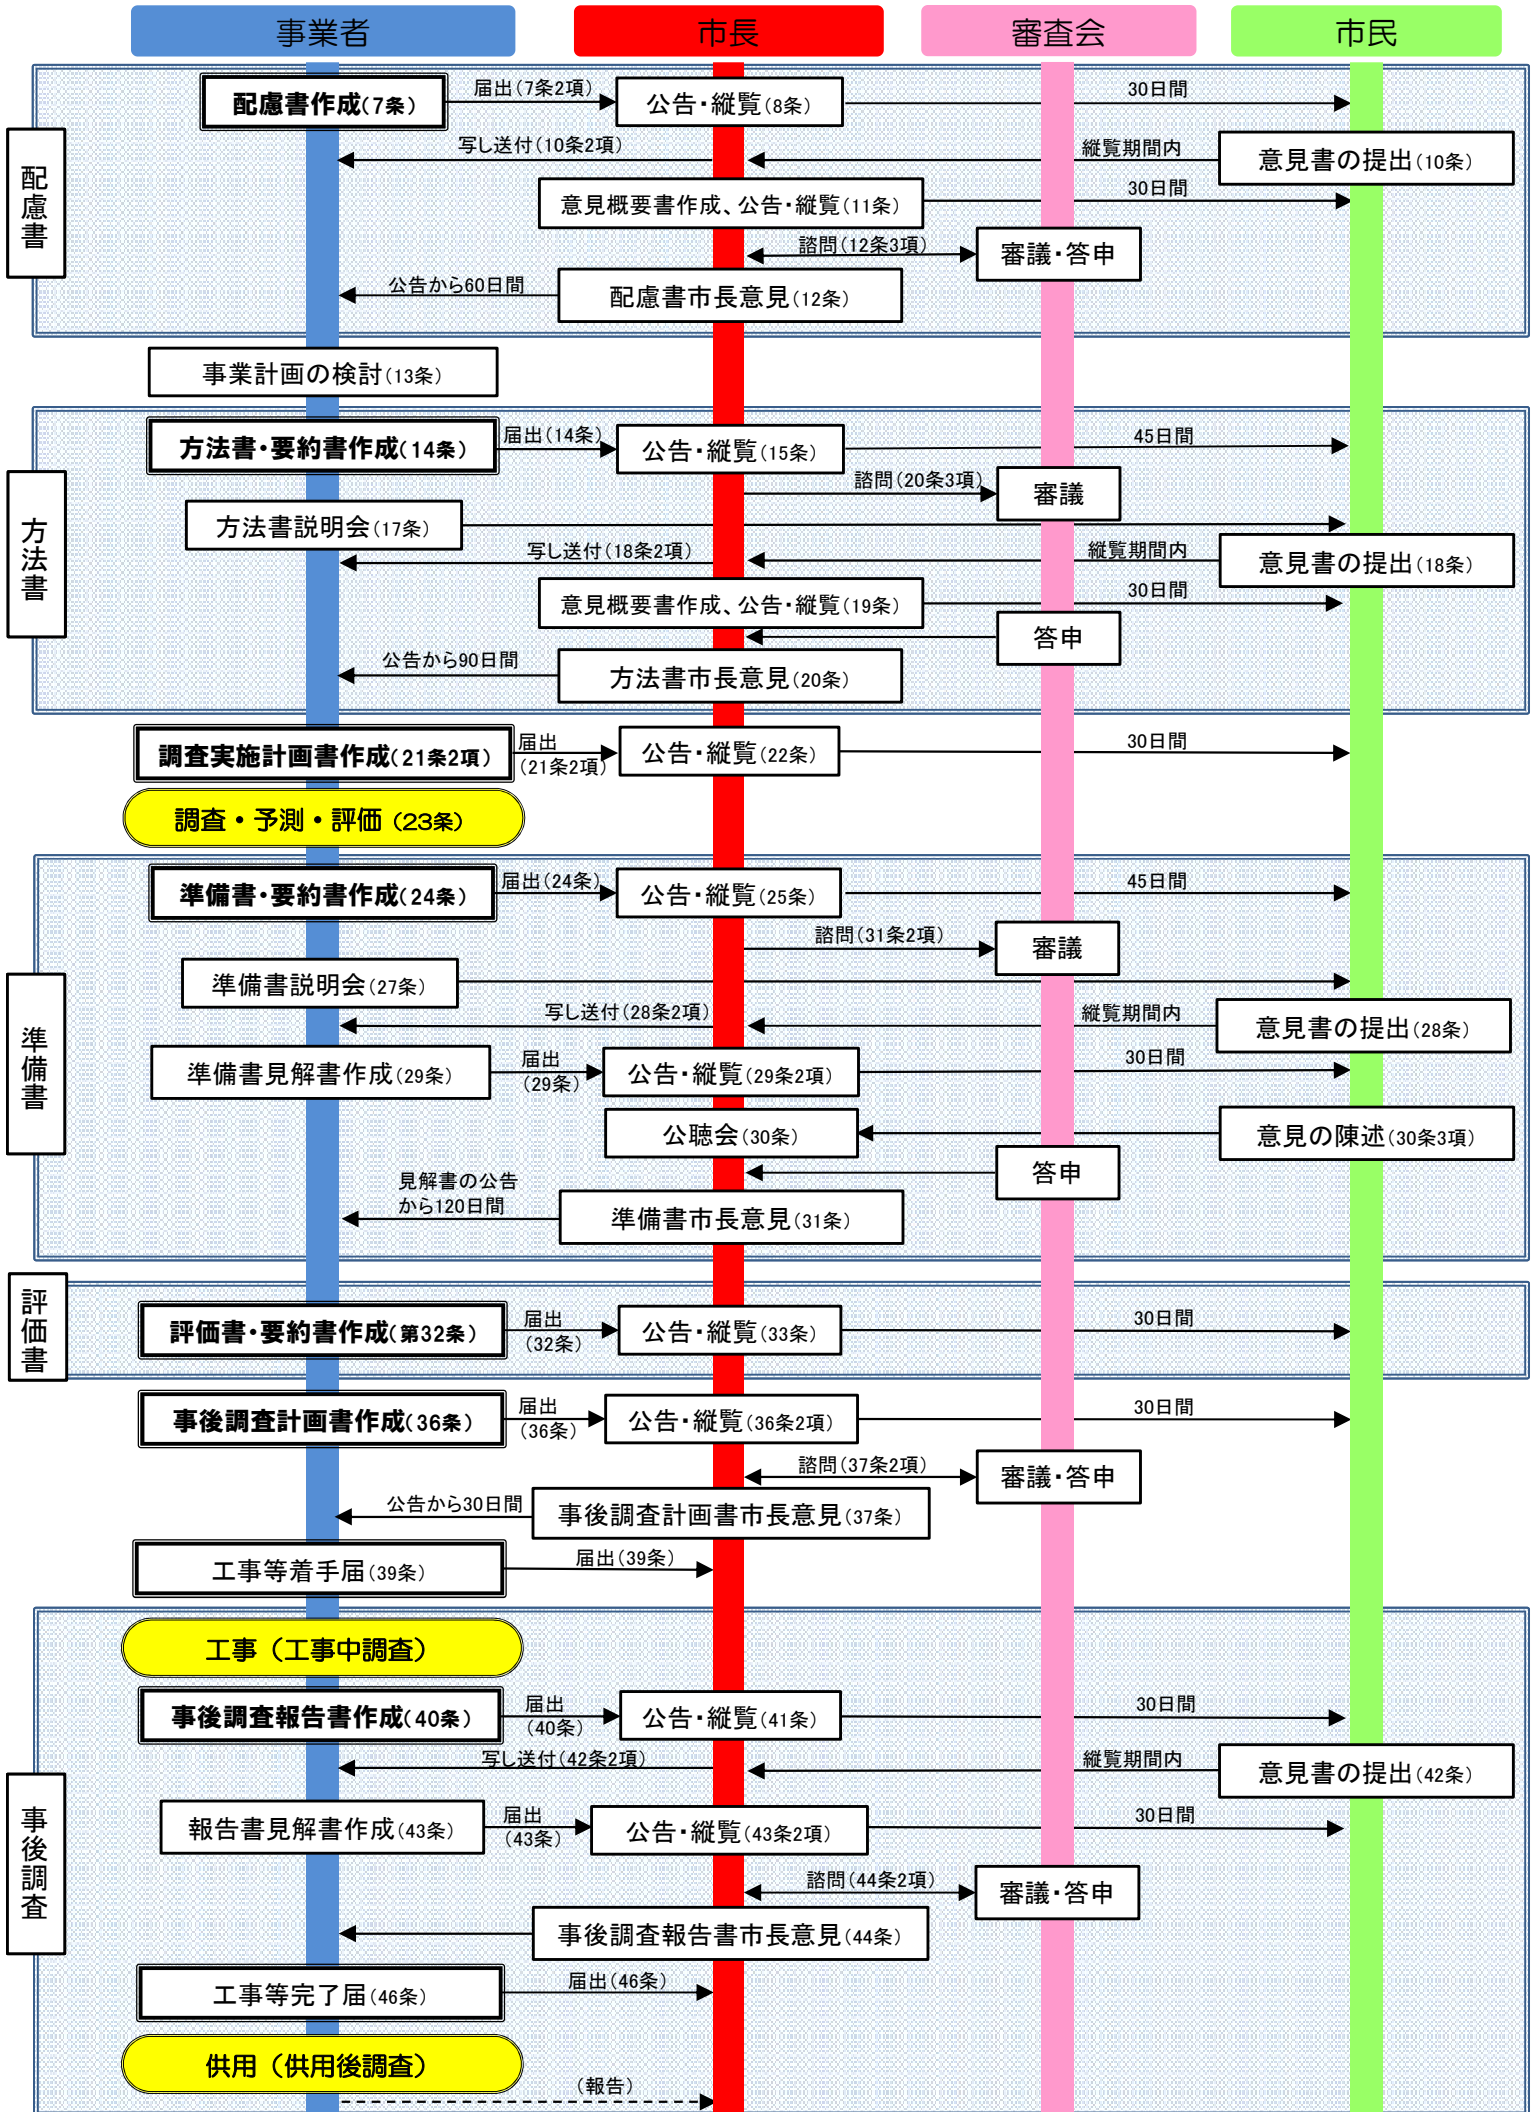 事業者
市長
審査会
市民
配慮書
配慮書作成(7条)
届出(7条2項)
公告・縦覧(8条)
30日間
写し送付(10条2項)
縦覧期間内
意見書の提出(10条)
意見概要書作成、公告・縦覧(11条)
30日間
諮問(12条3項)
審議・答申
公告から60日間
配慮書市長意見(12条)
事業計画の検討(13条)
方法書
方法書・要約書作成(14条)
届出(14条)
公告・縦覧(15条)
45日間
諮問(20条3項)
審議
方法書説明会(17条)
写し送付(18条2項)
縦覧期間内
意見書の提出(18条)
意見概要書作成、公告・縦覧(19条)
30日間
答申
公告から90日間
方法書市長意見(20条)
調査実施計画書作成(21条2項)
届出
(21条2項)
公告・縦覧(22条)
30日間
調査・予測・評価(23条)
準備書
準備書・要約書作成(24条)
届出(24条)
公告・縦覧(25条)
45日間
諮問(31条2項)
審議
準備書説明会(27条)
写し送付(28条2項)
縦覧期間内
意見書の提出(28条)
準備書見解書作成(29条)
届出
(29条)
公告・縦覧(29条2項)
30日間
公聴会(30条)
意見の陳述(30条3項)
答申
見解書の公告
から120日間
準備書市長意見(31条)
評価書
評価書・要約書作成(第32条)
届出
(32条)
公告・縦覧(33条)
30日間
事後調査計画書作成(36条)
届出
(36条)
公告・縦覧(36条2項)
30日間
諮問(37条2項)
審議・答申
公告から30日間
事後調査計画書市長意見(37条)
工事等着手届(39条)
届出(39条)
事後調査
工事(工事中調査)
事後調査報告書作成(40条)
届出
(40条)
公告・縦覧(41条)
30日間
写し送付(42条2項)
縦覧期間内
意見書の提出(42条)
報告書見解書作成(43条)
届出
(43条)
公告・縦覧(43条2項)
30日間
諮問(44条2項)
審議・答申
事後調査報告書市長意見(44条)
工事等完了届(46条)
届出(46条)
供用(供用後調査)
(報告)